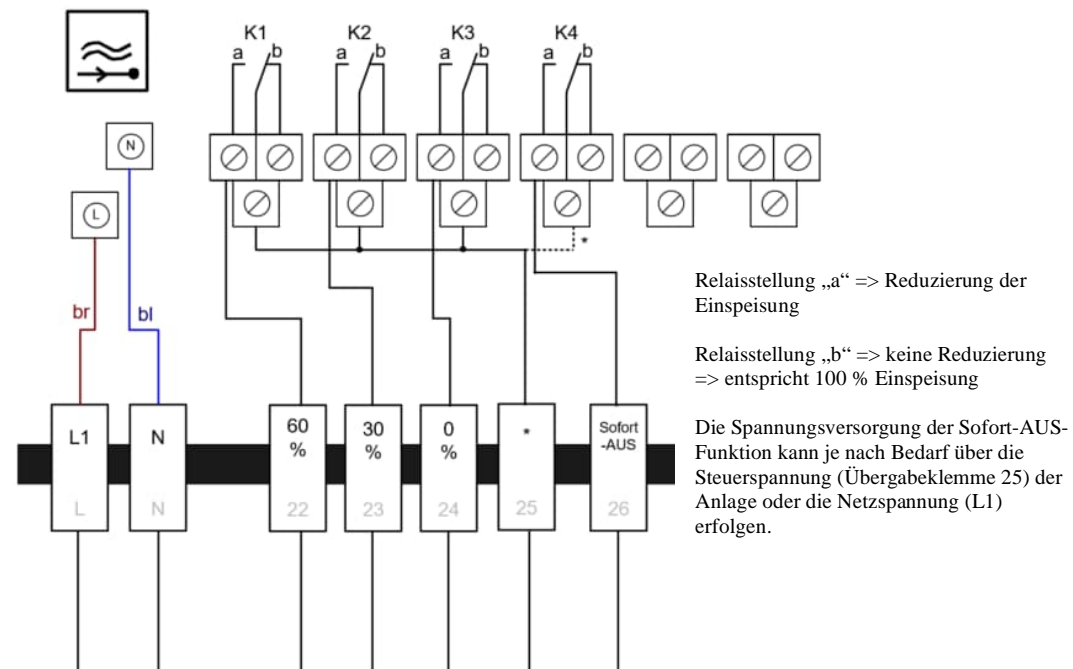 K1 K2 K3 K4
a b a b a b a b
N
L
*
br bl
L1 N 60 % 30 % 0 % * Sofort -AUS
L N 22 23 24 25 26
Relaisstellung „a“ => Reduzierung der
Einspeisung
Relaisstellung „b“ => keine Reduzierung
=> entspricht 100 % Einspeisung
Die Spannungsversorgung der Sofort-AUS-
Funktion kann je nach Bedarf über die
Steuerspannung (Übergabeklemme 25) der
Anlage oder die Netzspannung (L1)
erfolgen.